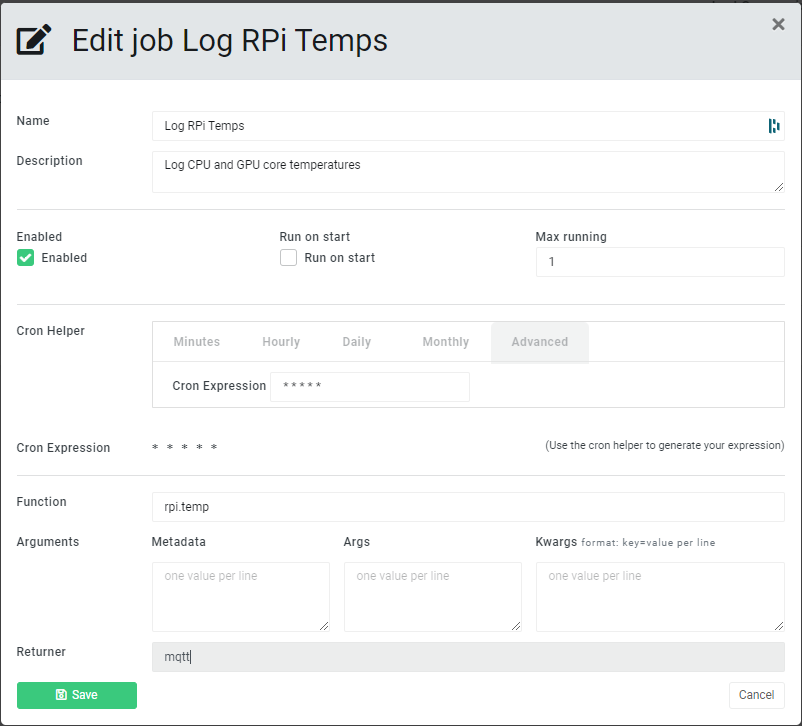 Edit job Log RPi Temps
×
Name
Log RPi Temps
Description
Log CPU and GPU core temperatures
Enabled
Enabled
Run on start
Run on start
Max running
1
Cron Helper
Minutes Hourly Daily Monthly Advanced
Cron Expression * * * * *
Cron Expression * * * * * (Use the cron helper to generate your expression)
Function
rpi.temp
Arguments
Metadata
one value per line
Args
one value per line
Kwargs format: key=value per line
one value per line
Returner
mqtt
Save
Cancel